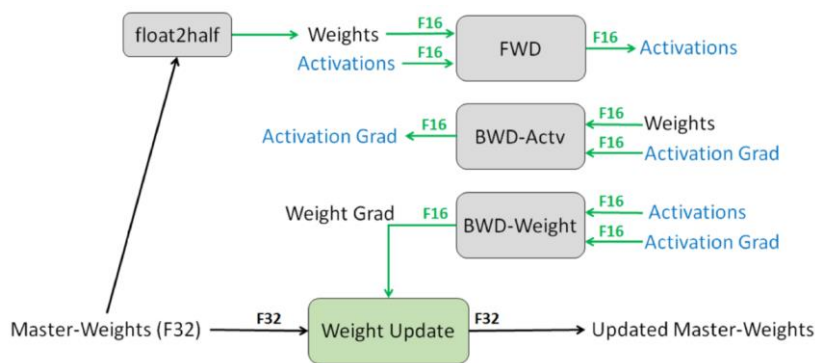 float2half
Weights
F16
Activations
F16
FWD
F16
Activations
Activation Grad
F16
BWD-Actv
F16
Weights
F16
Activation Grad
Weight Grad
F16
BWD-Weight
F16
Activations
F16
Activation Grad
Master-Weights (F32)
F32
Weight Update
F32
Updated Master-Weights